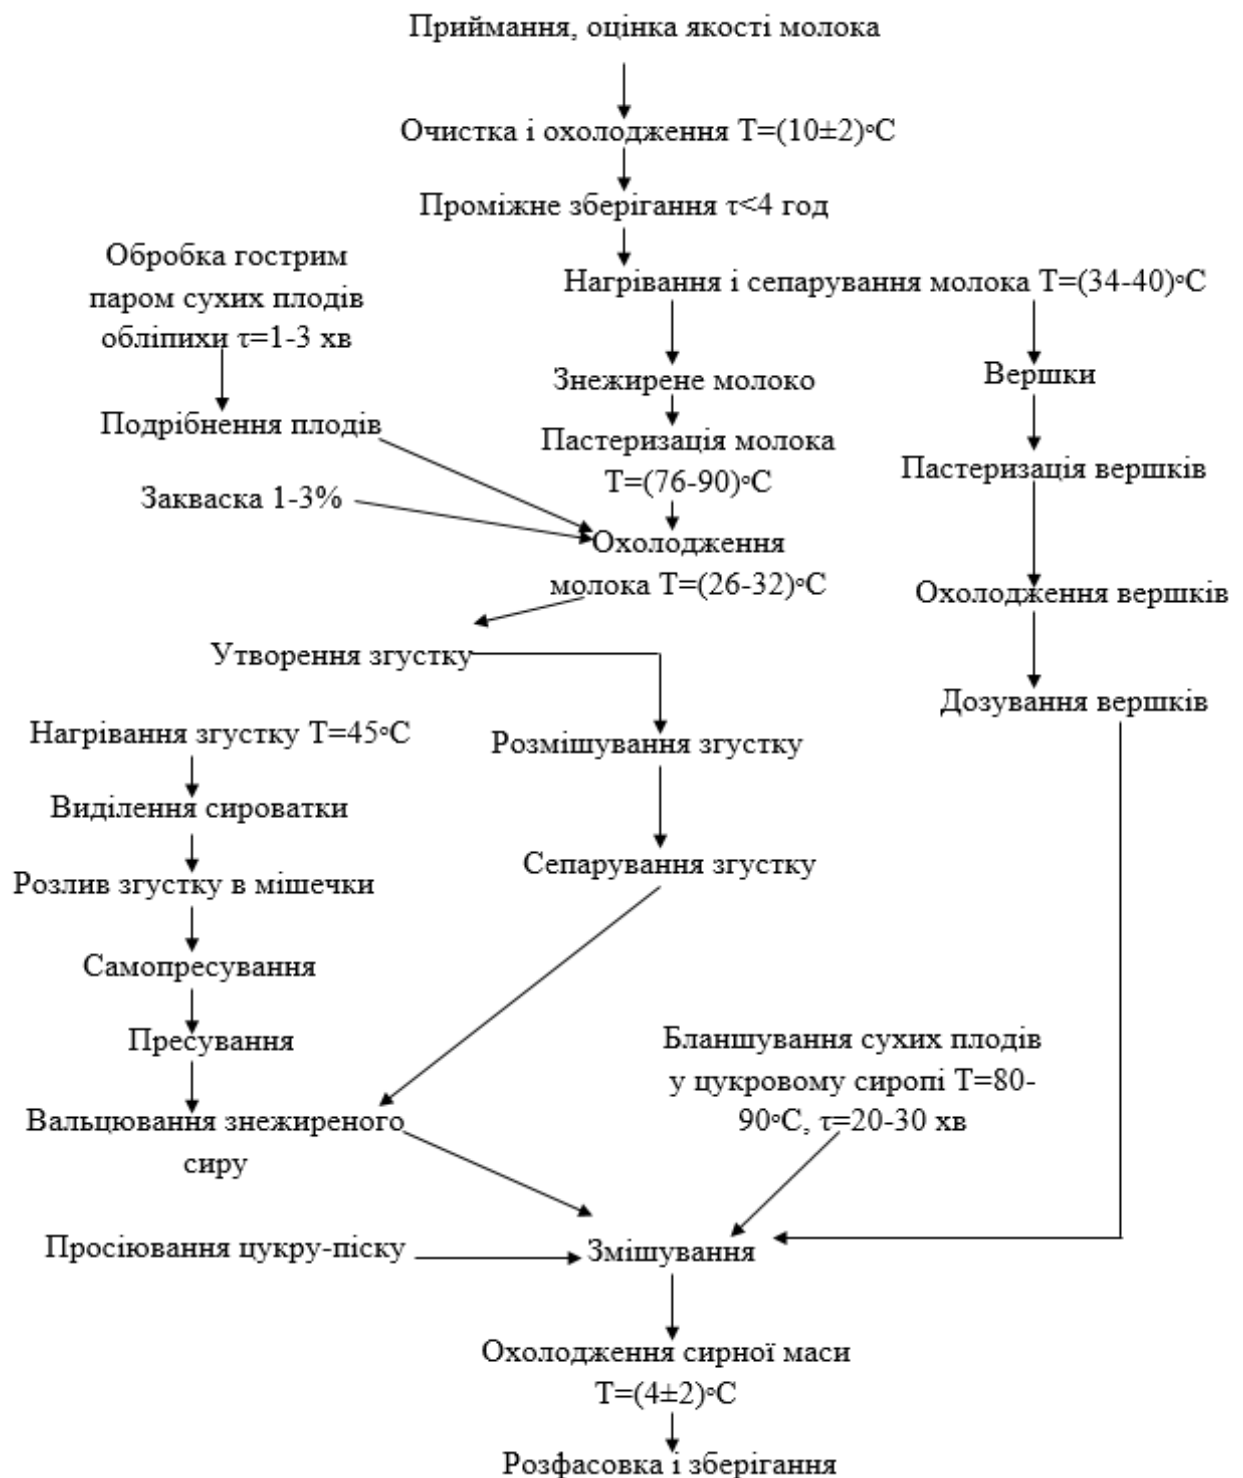 Приймання, оцінка якості молока
Очистка і охолодження T=(10±2)°C
Проміжне зберігання τ<4 год
Обробка гострим
паром сухих плодів
обліпихи τ=1-3 хв
Нагрівання і сепарування молока T=(34-40)°C
Знежирене молоко
Вершки
Подрібнення плодів
Пастеризація молока
T=(76-90)°C
Пастеризація вершків
Закваска 1-3%
Охолодження
молока T=(26-32)°C
Охолодження вершків
Утворення згустку
Дозування вершків
Нагрівання згустку T=45°C
Розмішування згустку
Виділення сироватки
Сепарування згустку
Розлив згустку в мішечки
Самопресування
Пресування
Бланшування сухих плодів
у цукровому сиропі T=80-
90°C, τ=20-30 хв
Вальцювання знежиреного
сиру
Просіювання цукру-піску
Змішування
Охолодження сирної маси
T=(4±2)°C
Розфасовка і зберігання